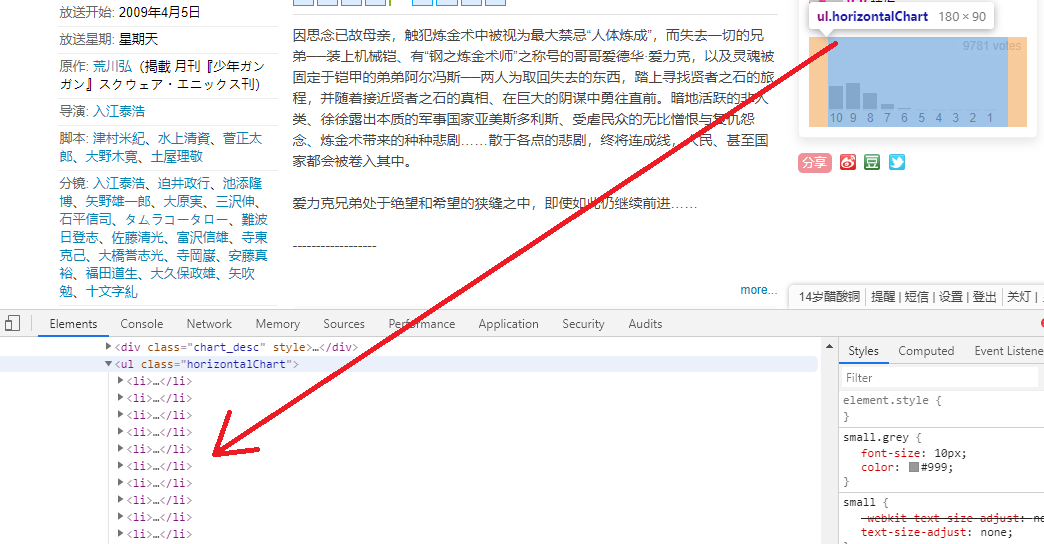 放送开始: 2009年4月5日
放送星期: 星期天
原作: 荒川弘（掲載 月刊『少年ガン
ガン』スクウェア・エニックス刊）
导演: 入江泰浩
脚本: 津村米紀、水上清資、菅正太
郎、大野木寛、土屋理敬
分镜: 入江泰浩、迫井政行、池添隆
博、矢野雄一郎、大原実、三沢伸、
石平信司、タムラコータロー、難波
日登志、佐藤清光、富沢信雄、寺東
克己、大橋誉志光、寺岡巌、安藤真
裕、福田道生、大久保政雄、矢吹
勉、十文字糺
因思念已故母亲，触犯炼金术中被视为最大禁忌“人体炼成”，而失去一切的兄
弟──装上机械铠、有“钢之炼金术师”之称号的哥哥爱德华·爱力克，以及灵魂被
固定于铠甲的弟弟阿尔冯斯──两人为取回失去的东西，踏上寻找贤者之石的旅
程，并随着接近贤者之石的真相、在巨大的阴谋中勇往直前。暗地活跃的非人
类、徐徐露出本质的军事国家亚美斯多利斯、受虐民众的无比憎恨与复仇怨
念、炼金术带来的种种悲剧……散于各点的悲剧，终将连成线，人民、甚至国
家都会被卷入其中。
爱力克兄弟处于绝望和希望的狭缝之中，即使如此仍继续前进……
-------------------
more...
ul.horizontalChart 180 × 90
9781 votes
10 9 8 7 6 5 4 3 2 1
分享
豆
14岁醋酸铜 | 提醒 | 短信 | 设置 | 登出 | 关灯 |
Elements Console Network Memory Sources Performance Application Security Audits
<div class="chart_desc" style>…</div>
<ul class="horizontalChart">
<li>…</li>
<li>…</li>
<li>…</li>
<li>…</li>
<li>…</li>
<li>…</li>
<li>…</li>
<li>…</li>
<li>…</li>
<li>…</li>
Styles Computed Event Listene
Filter
element.style {
}
small.grey {
font-size: 10px;
color: #999;
}
small {
-webkit-text-size-adjust: no
text-size-adjust: none;